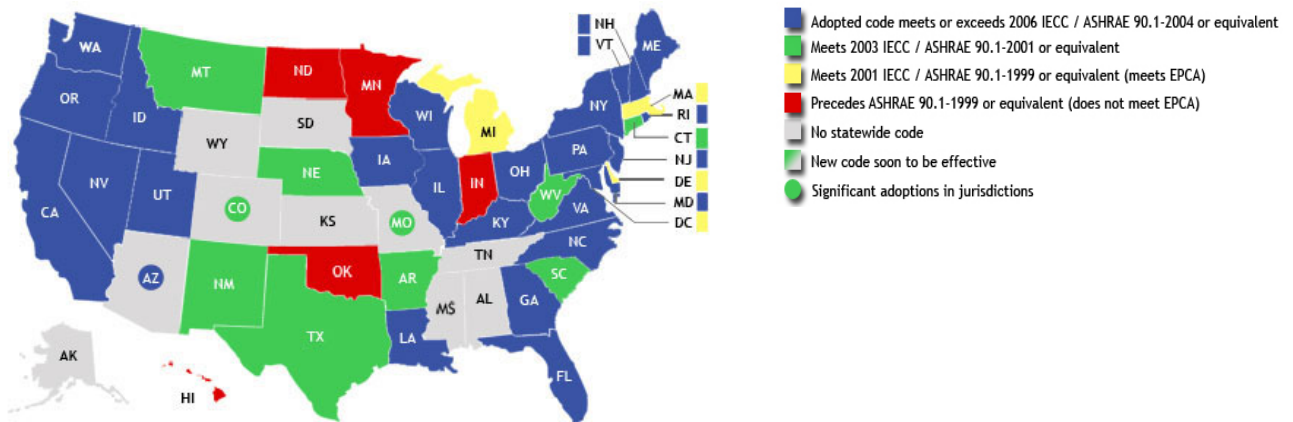 NH
VT
WA
ME
MT
ND
MN
OR
ID
WI
NY
MA
SD
MI
RI
WY
CT
IA
PA
NJ
NE
OH
NV
UT
IL
IN
DE
WV
CO
MD
CA
VA
KS
MO
KY
DC
NC
TN
AZ
OK
AR
SC
NM
MS
AL
GA
TX
LA
AK
FL
HI
Adopted code meets or exceeds 2006 IECC / ASHRAE 90.1-2004 or equivalent
Meets 2003 IECC / ASHRAE 90.1-2001 or equivalent
Meets 2001 IECC / ASHRAE 90.1-1999 or equivalent (meets EPCA)
Precedes ASHRAE 90.1-1999 or equivalent (does not meet EPCA)
No statewide code
New code soon to be effective
Significant adoptions in jurisdictions